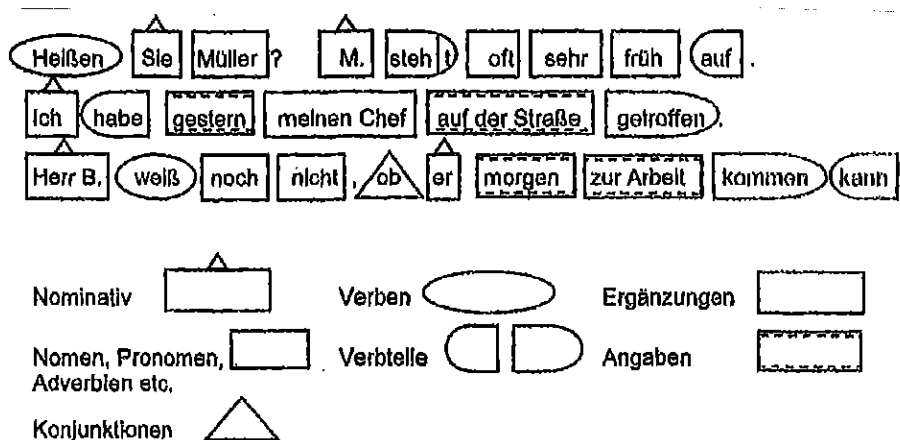 Heißen Sie Müller ? M. steht oft sehr früh auf .
Ich habe gestern meinen Chef auf der Straße getroffen.
Herr B. weiß noch nicht , ob er morgen zur Arbeit kommen kann
Nominativ Verben Ergänzungen
Nomen, Pronomen, Verbteile Angaben
Adverbien etc.
Konjunktionen